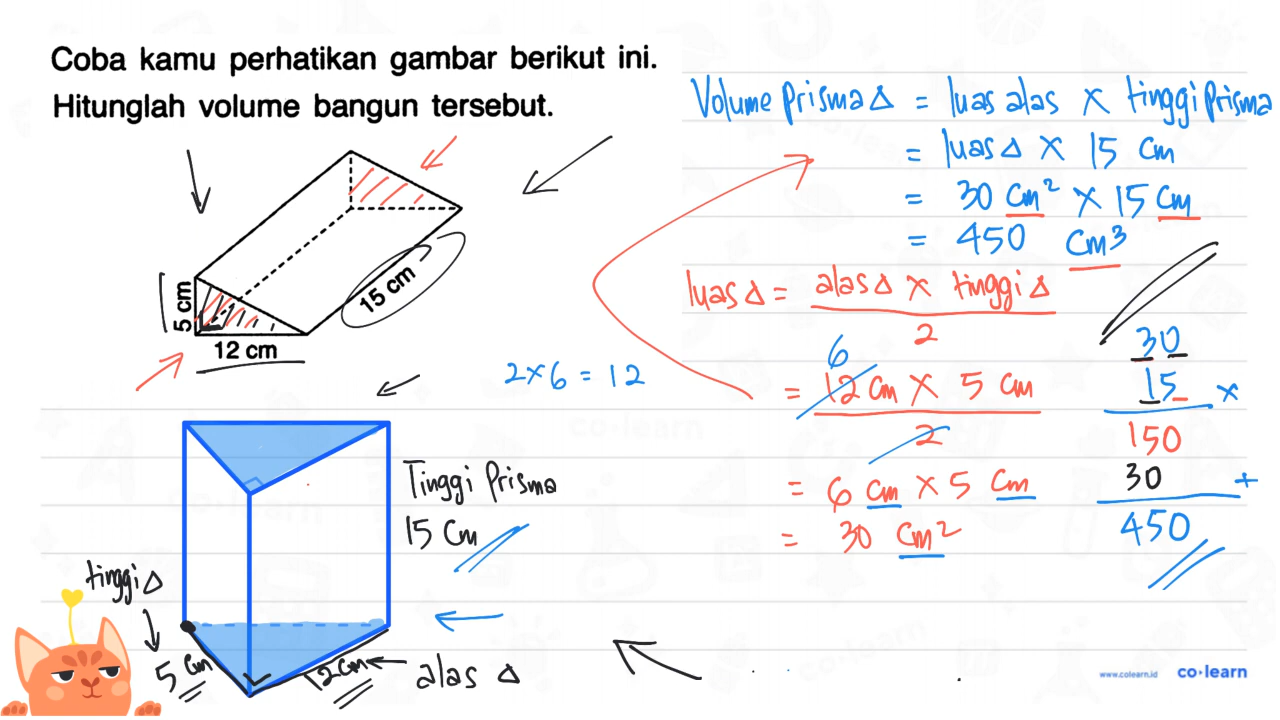 Coba kamu perhatikan gambar berikut ini.
Hitunglah volume bangun tersebut.
5 cm
12 cm
15 cm
Volume Prisma Δ = luas alas × tinggi Prisma
= luas Δ × 15 cm
= 30 cm² × 15 cm
= 450 cm³
luas Δ = alas Δ × tinggi Δ
2
6
= 12 cm × 5 cm
2
= 6 cm × 5 cm
= 30 cm²
30
15 ×
150
30 +
450
2 × 6 = 12
Tinggi Prisma
15 cm
tinggi Δ
5 cm
12 cm
alas Δ
co·learn
www.colearn.id co·learn